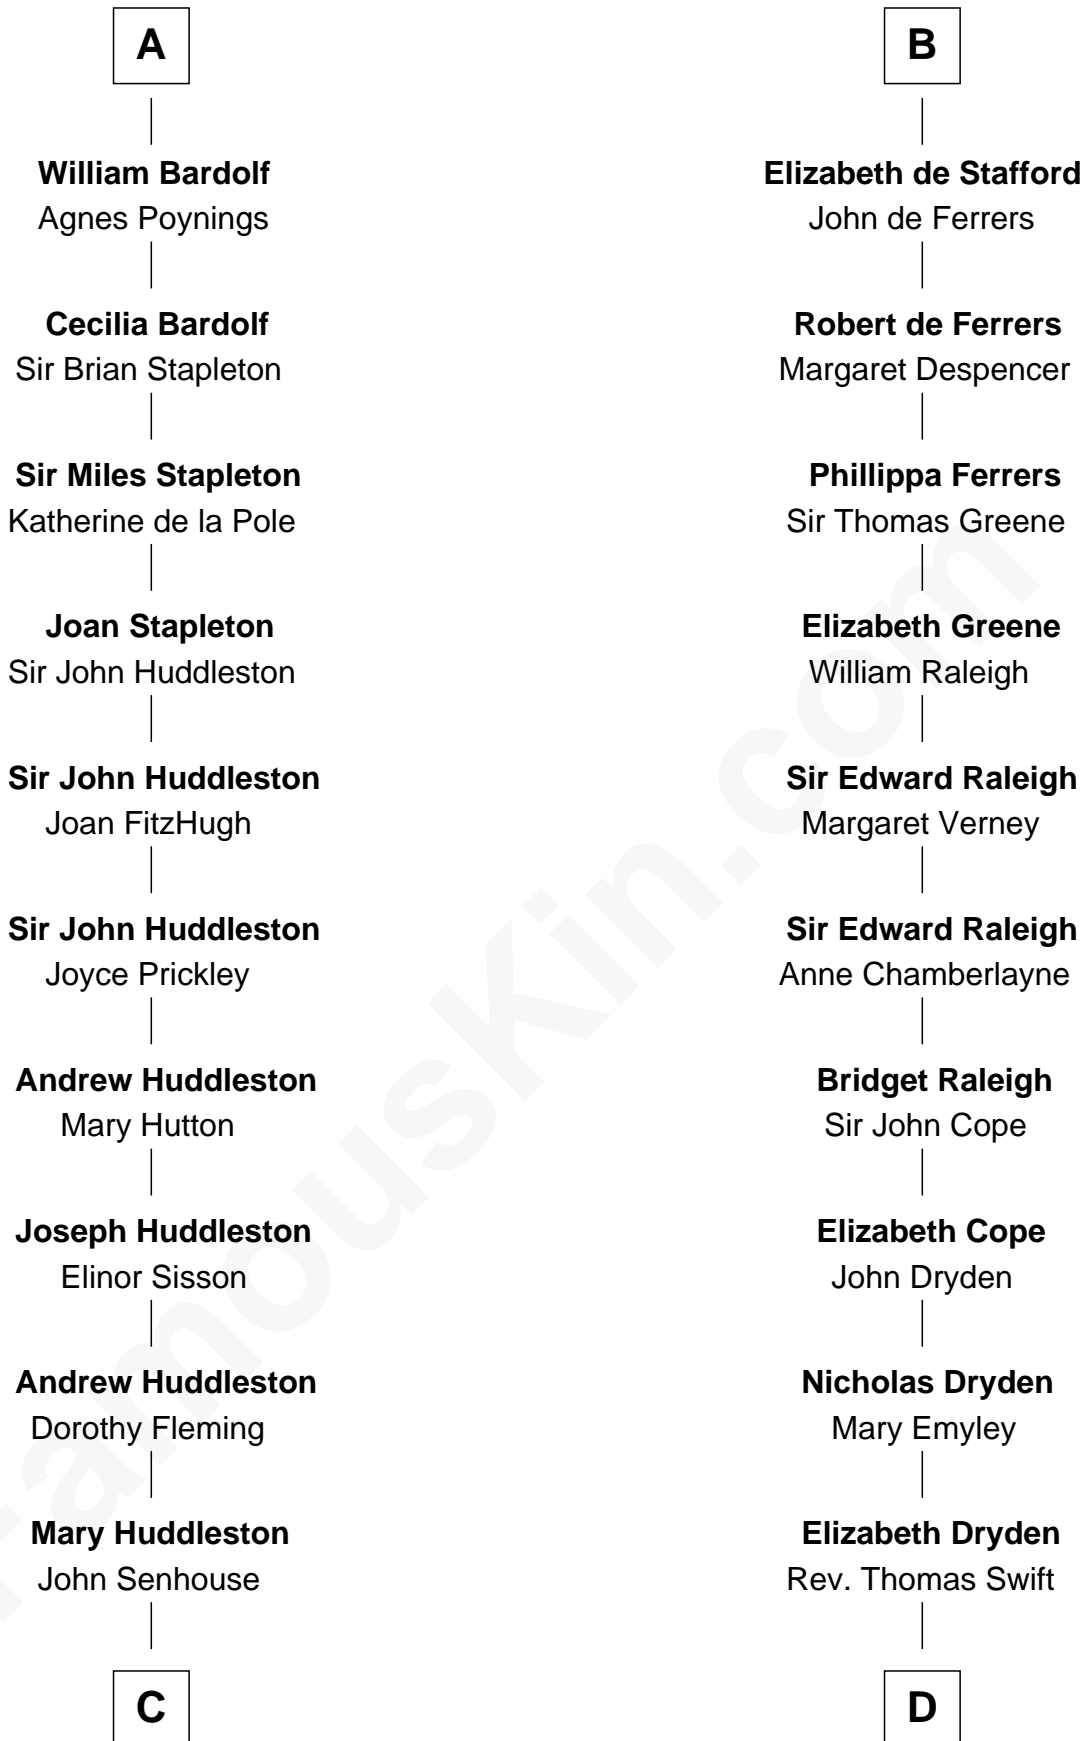 A
William Bardolf
Agnes Poynings
Cecilia Bardolf
Sir Brian Stapleton
Sir Miles Stapleton
Katherine de la Pole
Joan Stapleton
Sir John Huddleston
Sir John Huddleston
Joan FitzHugh
Sir John Huddleston
Joyce Prickley
Andrew Huddleston
Mary Hutton
Joseph Huddleston
Elinor Sisson
Andrew Huddleston
Dorothy Fleming
Mary Huddleston
John Senhouse
C
B
Elizabeth de Stafford
John de Ferrers
Robert de Ferrers
Margaret Despencer
Phillippa Ferrers
Sir Thomas Greene
Elizabeth Greene
William Raleigh
Sir Edward Raleigh
Margaret Verney
Sir Edward Raleigh
Anne Chamberlayne
Bridget Raleigh
Sir John Cope
Elizabeth Cope
John Dryden
Nicholas Dryden
Mary Emyley
Elizabeth Dryden
Rev. Thomas Swift
D
FamousKin.com